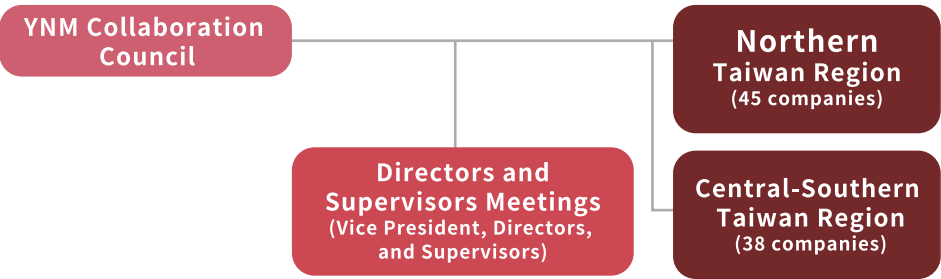 YNM Collaboration
Council
Northern
Taiwan Region
(45 companies)
Directors and
Supervisors Meetings
(Vice President, Directors,
and Supervisors)
Central-Southern
Taiwan Region
(38 companies)